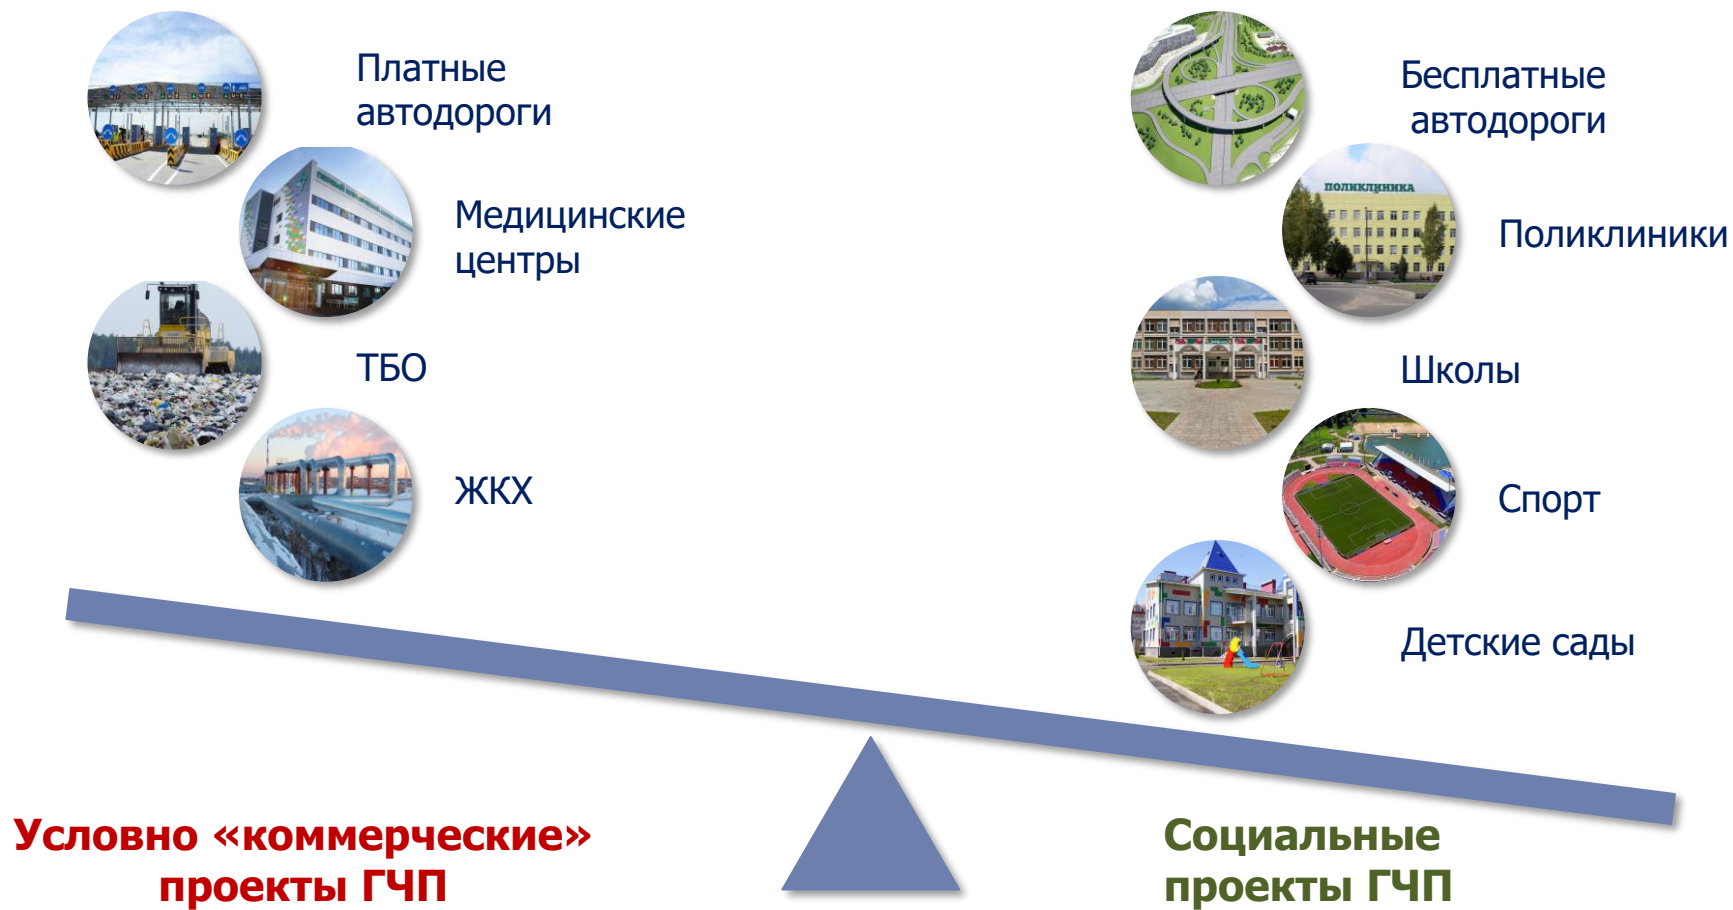 Платные
автодороги
Медицинские
центры
ТБО
ЖКХ
Бесплатные
автодороги
ПОЛИКЛИНИКА
Поликлиники
Школы
Спорт
Детские сады
Условно «коммерческие»
проекты ГЧП
Социальные
проекты ГЧП